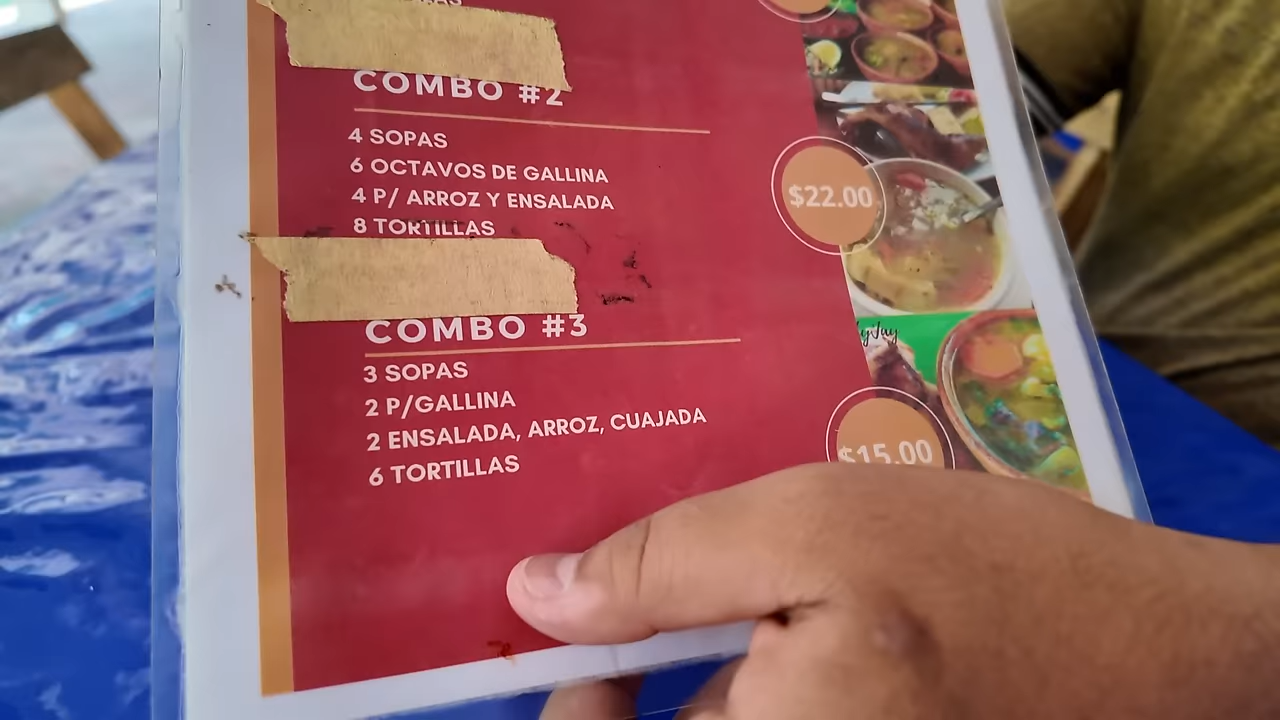 COMBO #2
4 SOPAS
6 OCTAVOS DE GALLINA
4 P/ ARROZ Y ENSALADA
8 TORTILLAS
$22.00
COMBO #3
3 SOPAS
2 P/GALLINA
2 ENSALADA, ARROZ, CUAJADA
6 TORTILLAS
$15.00